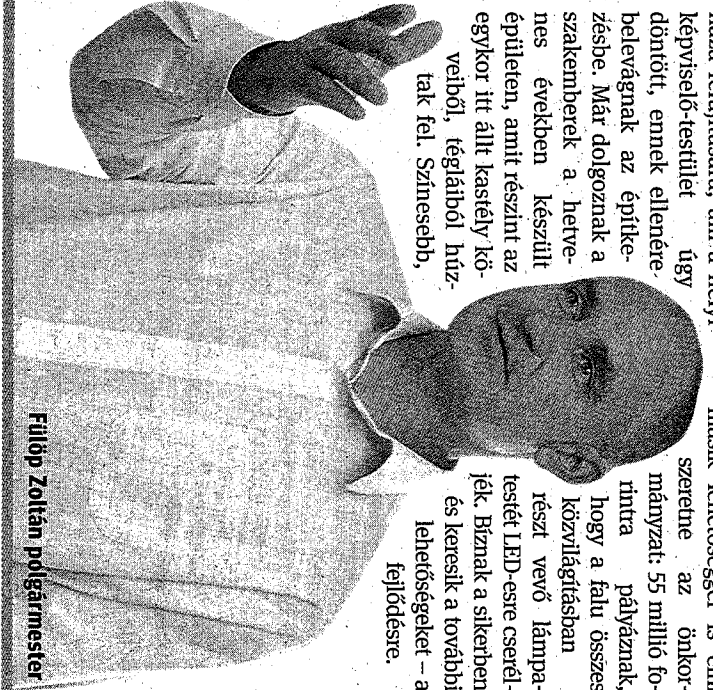 képviselő-testület úgy
döntött, ennek ellenére
belevágnak az építke-
zésbe. Már dolgoznak a
szakemberek a hetve-
nes években készült
épületen, amit részint az
egykor itt állt kastély kö-
veiből, tégláiból húz-
tak fel. Színesebb,
szeretne az önkor-
mányzat: 55 millió fo-
rintra pályáznak,
hogy a falu összes
közvilágításban
részt vevő lámpa-
testét LED-esre cserél-
jék. Bíznak a sikerben
és keresik a további
lehetőségeket – a
fejlődésre.
Fülöp Zoltán polgármester